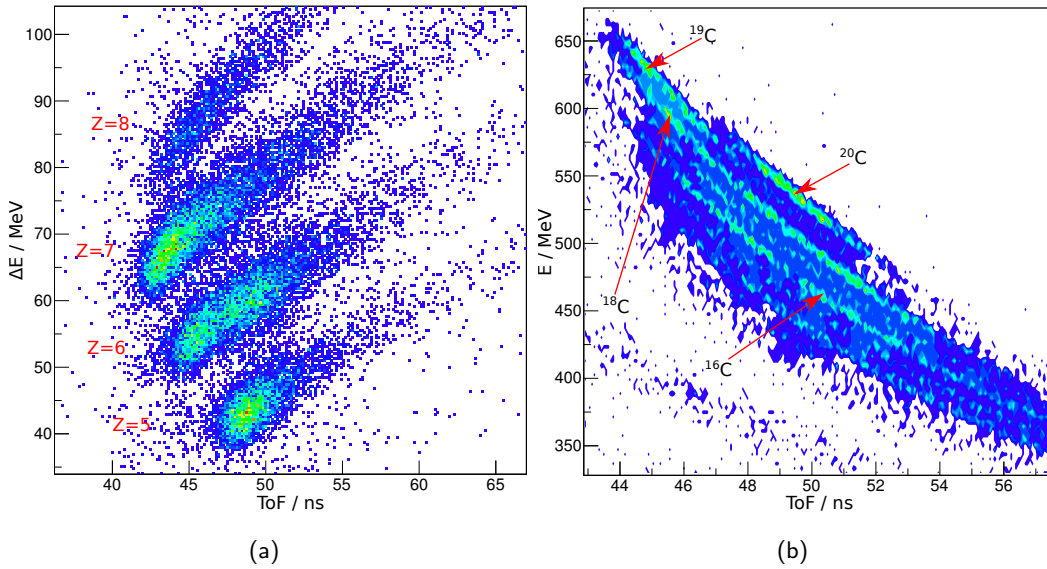 100
90
80
70
60
50
40
ΔE / MeV
Z=8
Z=7
Z=6
Z=5
40 45 50 55 60 65
ToF / ns
(a)
650
600
550
500
450
400
350
E / MeV
¹⁹C
²⁰C
¹⁸C
¹⁶C
44 46 48 50 52 54 56
ToF / ns
(b)